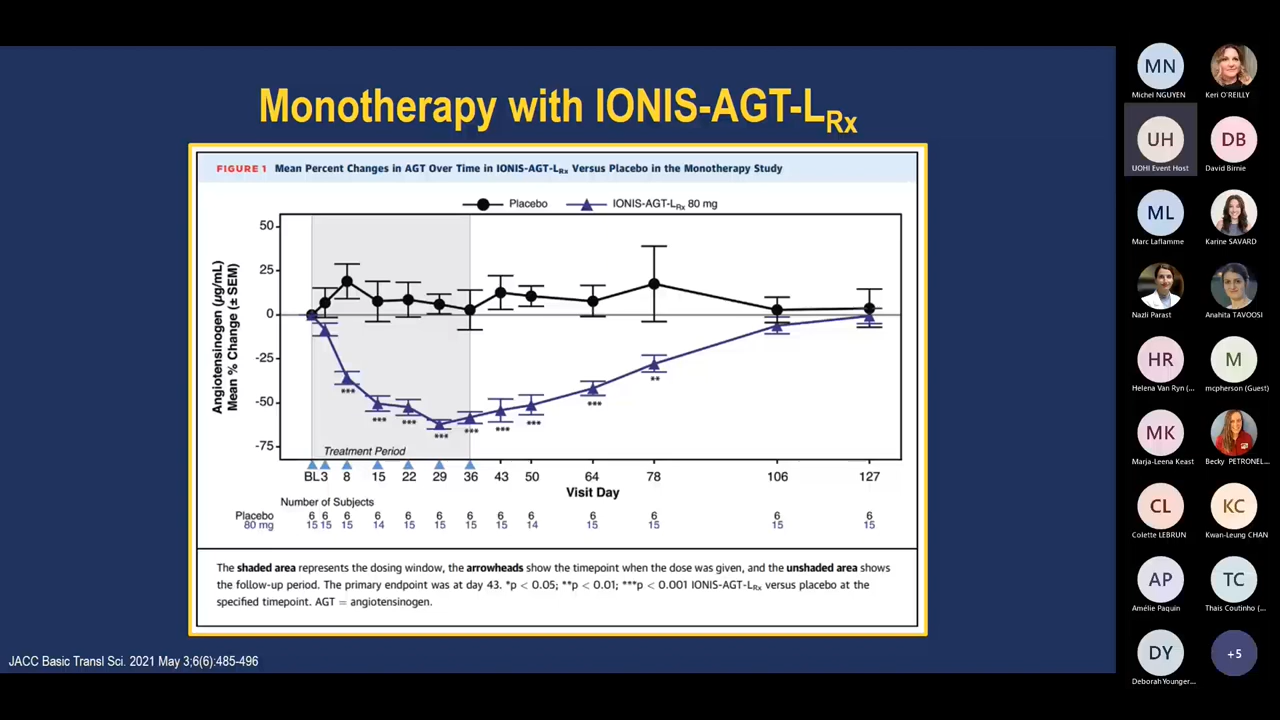 Monotherapy with IONIS-AGT-LRx
FIGURE 1 Mean Percent Changes in AGT Over Time in IONIS-AGT-LRx Versus Placebo in the Monotherapy Study
Placebo IONIS-AGT-LRx 80 mg
Angiotensinogen (µg/mL)
Mean % Change (± SEM)
50
25
0
-25
-50
-75
***
***
***
***
***
***
***
***
**
Treatment Period
BL 3 8 15 22 29 36 43 50 64 78 106 127
Visit Day
Number of Subjects
Placebo 6 6 6 6 6 6 6 6 6 6 6 6 6
80 mg 15 15 15 14 15 15 15 15 14 15 15 15 15
The shaded area represents the dosing window, the arrowheads show the timepoint when the dose was given, and the unshaded area shows
the follow-up period. The primary endpoint was at day 43. *p < 0.05; **p < 0.01; ***p < 0.001 IONIS-AGT-LRx versus placebo at the
specified timepoint. AGT = angiotensinogen.
JACC Basic Transl Sci. 2021 May 3;6(6):485-496
MN
Michel NGUYEN
Keri O'REILLY
UH
UOHI Event Host
DB
David Birnie
ML
Marc Laflamme
Karine SAVARD
Nazli Parast
Anahita TAVOOSI
HR
Helena Van Ryn (...
M
mcpherson (Guest)
MK
Marja-Leena Keast
Becky PETRONEL...
CL
Colette LEBRUN
KC
Kwan-Leung CHAN
AP
Amélie Paquin
TC
Thais Coutinho (...
DY
Deborah Younger...
+5